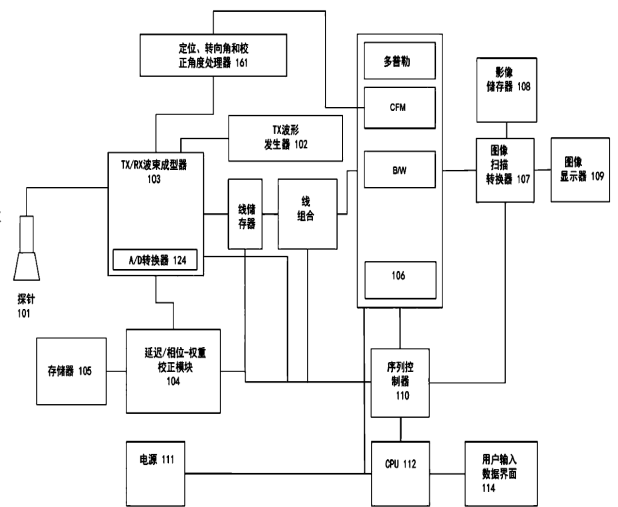 定位、转向角和校
正角度处理器 161
多普勒
CFM
B/W
106
影像
储存器 108
TX波形
发生器 102
TX/RX波束成型器
103
A/D转换器 124
线储
存器
线
组合
图像
扫描
转换器 107
图像
显示器 109
探针
101
存储器 105
延迟/相位-权重
校正模块
104
序列控
制器
110
电源 111
CPU 112
用户输入
数据界面
114